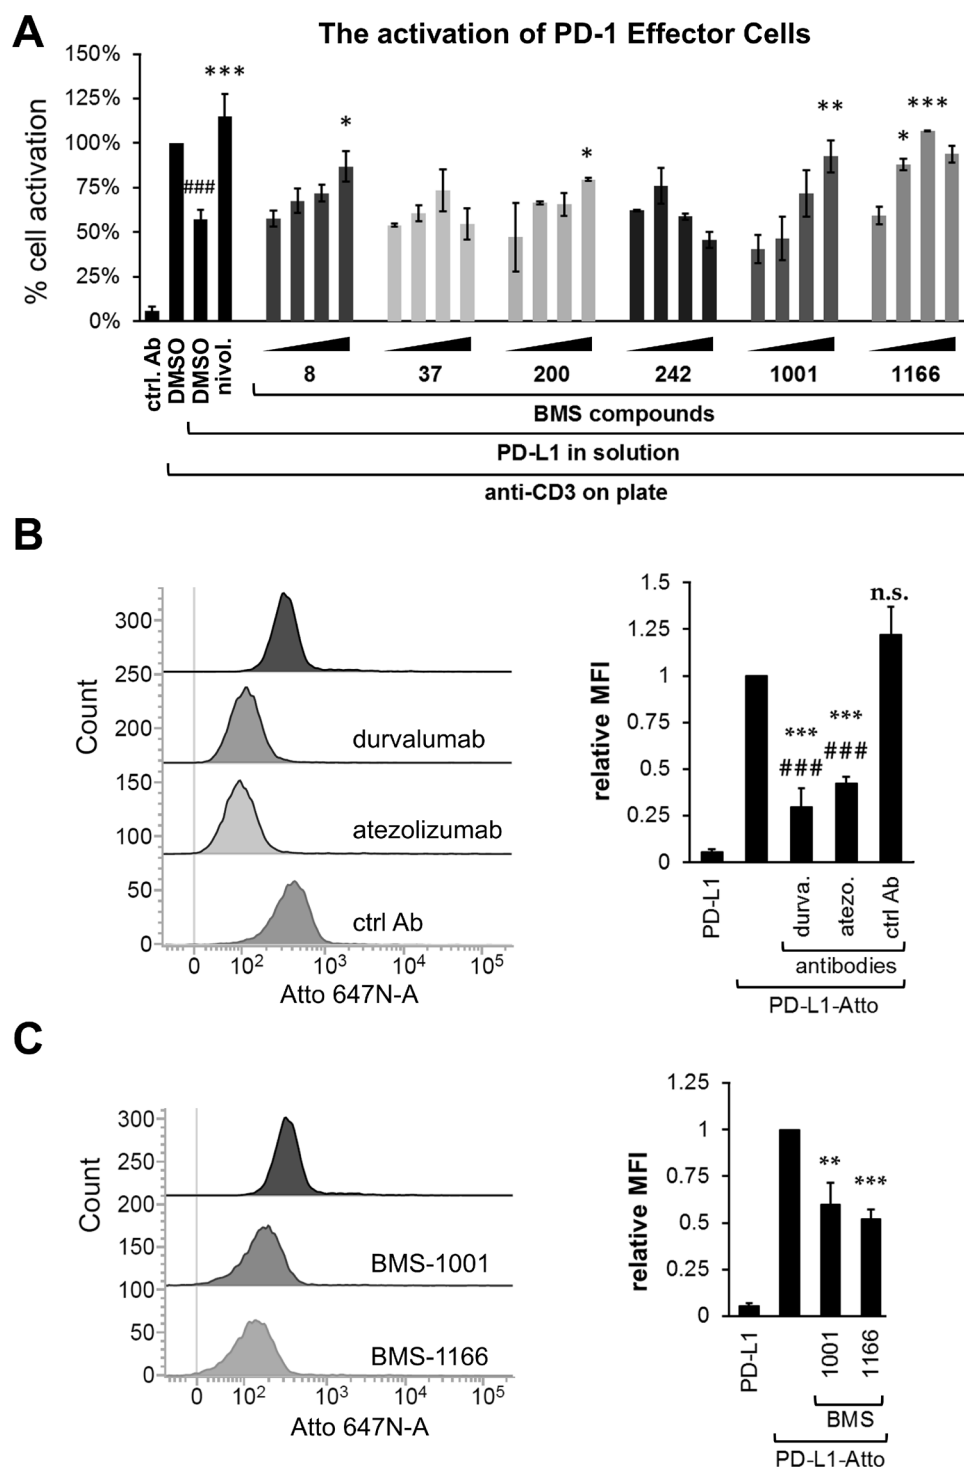 A
The activation of PD-1 Effector Cells
% cell activation
150%
125%
100%
75%
50%
25%
0%
###
***
*
*
**
*
***
ctrl. Ab
DMSO
DMSO
nivol.
8
37
200
242
1001
1166
BMS compounds
PD-L1 in solution
anti-CD3 on plate
B
Count
300
250
200
150
100
50
0
durvalumab
atezolizumab
ctrl Ab
0
10²
10³
10⁴
10⁵
Atto 647N-A
relative MFI
1.5
1.25
1
0.75
0.5
0.25
0
***
###
***
###
n.s.
PD-L1
durva.
atezo.
ctrl Ab
antibodies
PD-L1-Atto
C
Count
300
250
200
150
100
50
0
BMS-1001
BMS-1166
0
10²
10³
10⁴
10⁵
Atto 647N-A
relative MFI
1.25
1
0.75
0.5
0.25
0
**
***
PD-L1
1001
1166
BMS
PD-L1-Atto